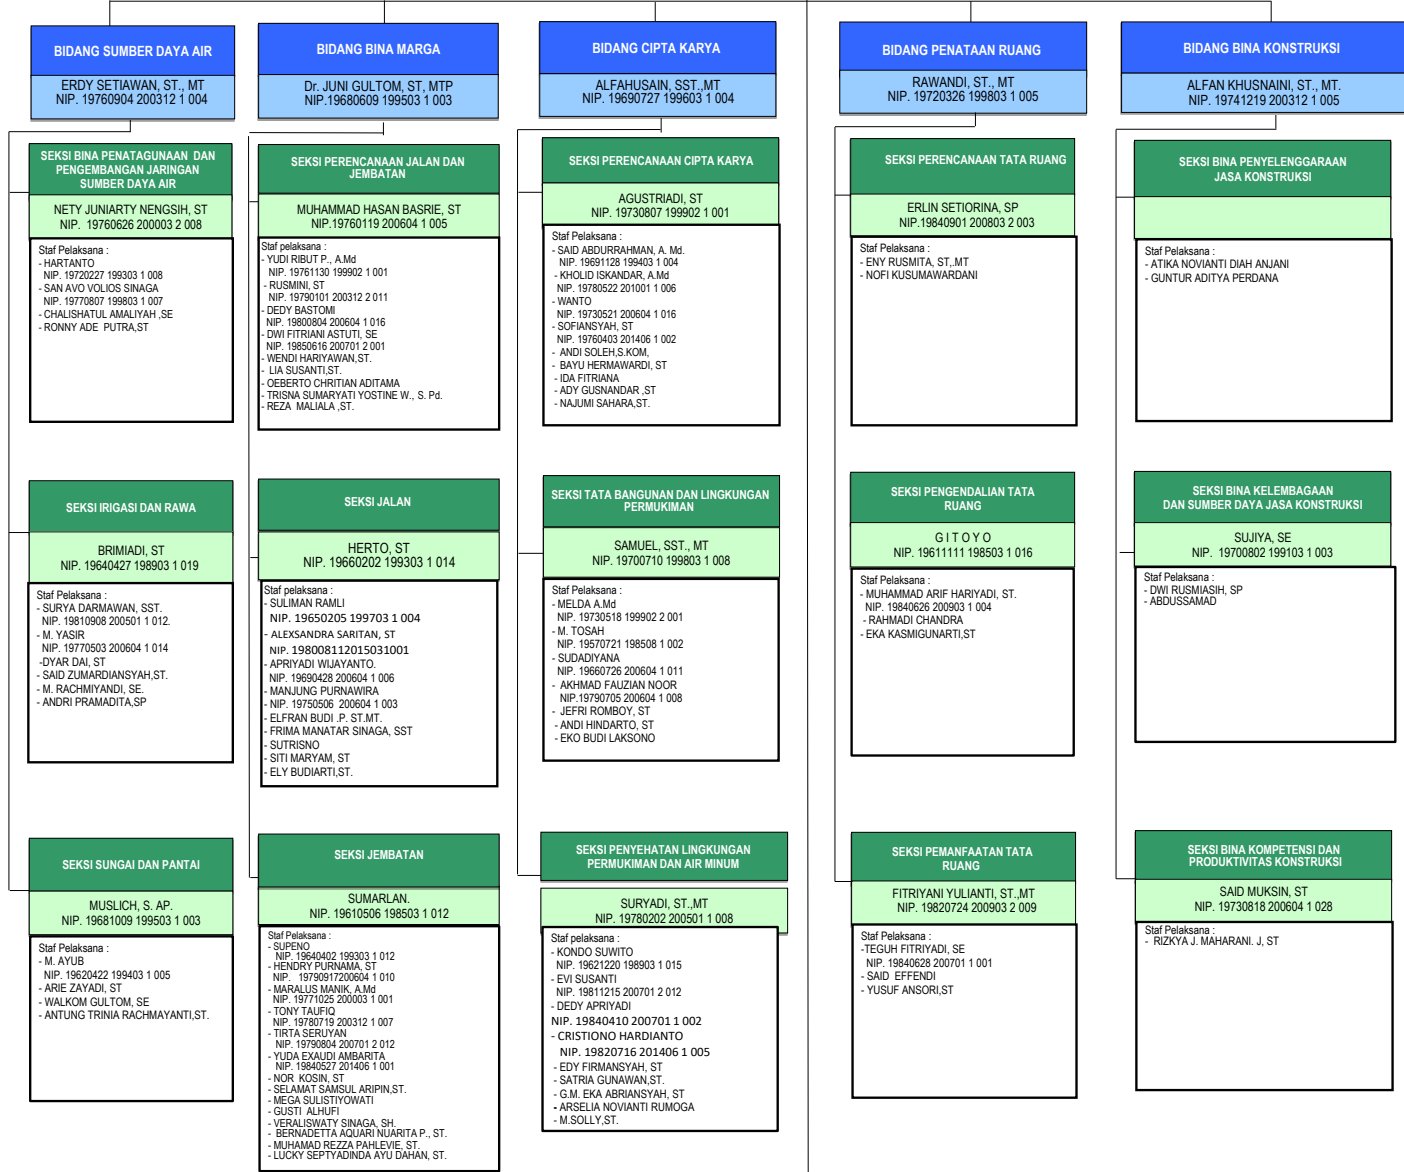 BIDANG SUMBER DAYA AIR
ERDY SETIAWAN, ST., MT
NIP. 19760904 200312 1 004
SEKSI BINA PENATAGUNAAN DAN
PENGEMBANGAN JARINGAN
SUMBER DAYA AIR
NETY JUNIARTY NENGSIH, ST
NIP. 19760626 200003 2 008
Staf Pelaksana :
- HARTANTO
NIP. 19720227 199303 1 008
- SAN AVO VOLIOS SINAGA
NIP. 19770807 199803 1 007
- CHALISHATUL AMALIYAH ,SE
- RONNY ADE PUTRA,ST
SEKSI IRIGASI DAN RAWA
BRIMIADI, ST
NIP. 19640427 198903 1 019
Staf Pelaksana :
- SURYA DARMAWAN, SST.
NIP. 19810908 200501 1 012.
- M. YASIR
NIP. 19770503 200604 1 014
-DYAR DAI, ST
- SAID ZUMARDIANSYAH,ST.
- M. RACHMIYANDI, SE.
- ANDRI PRAMADITA,SP
SEKSI SUNGAI DAN PANTAI
MUSLICH, S. AP.
NIP. 19681009 199503 1 003
Staf Pelaksana :
- M. AYUB
NIP. 19620422 199403 1 005
- ARIE ZAYADI, ST
- WALKOM GULTOM, SE
- ANTUNG TRINIA RACHMAYANTI,ST.
BIDANG BINA MARGA
Dr. JUNI GULTOM, ST, MTP
NIP.19680609 199503 1 003
SEKSI PERENCANAAN JALAN DAN
JEMBATAN
MUHAMMAD HASAN BASRIE, ST
NIP.19760119 200604 1 005
Staf pelaksana :
- YUDI RIBUT P., A.Md
NIP. 19761130 199902 1 001
- RUSMINI, ST
NIP. 19790101 200312 2 011
- DEDY BASTOMI
NIP. 19800804 200604 1 016
- DWI FITRIANI ASTUTI, SE
NIP. 19850616 200701 2 001
- WENDI HARIYAWAN,ST.
- LIA SUSANTI,ST.
- OEBERTO CHRITIAN ADITAMA
- TRISNA SUMARYATI YOSTINE W., S. Pd.
- REZA MALIALA ,ST.
SEKSI JALAN
HERTO, ST
NIP. 19660202 199303 1 014
Staf pelaksana :
- SULIMAN RAMLI
NIP. 19650205 199703 1 004
- ALEXSANDRA SARITAN, ST
NIP. 198008112015031001
- APRIYADI WIJAYANTO.
NIP. 19690428 200604 1 006
- MANJUNG PURNAWIRA
- NIP. 19750506 200604 1 003
- ELFRAN BUDI .P. ST.MT.
- FRIMA MANATAR SINAGA, SST
- SUTRISNO
- SITI MARYAM, ST
- ELY BUDIARTI,ST.
SEKSI JEMBATAN
SUMARLAN.
NIP. 19610506 198503 1 012
Staf Pelaksana :
- SUPENO
NIP. 19640402 199303 1 012
- HENDRY PURNAMA, ST
NIP. 19790917200604 1 010
- MARALUS MANIK, A.Md
NIP. 19771025 200003 1 001
- TONY TAUFIQ
NIP. 19780719 200312 1 007
- TIRTA SERUYAN
NIP. 19790804 200701 2 012
- YUDA EXAUDI AMBARITA
NIP. 19840527 201406 1 001
- NOR KOSIN, ST
- SELAMAT SAMSUL ARIPIN,ST.
- MEGA SULISTIYOWATI
- GUSTI ALHUFI
- VERALISWATY SINAGA, SH.
- BERNADETTA AQUARI NUARITA P., ST.
- MUHAMAD REZZA PAHLEVIE, ST.
- LUCKY SEPTYADINDA AYU DAHAN, ST.
BIDANG CIPTA KARYA
ALFAHUSAIN, SST.,MT
NIP. 19690727 199603 1 004
SEKSI PERENCANAAN CIPTA KARYA
AGUSTRIADI, ST
NIP. 19730807 199902 1 001
Staf Pelaksana :
- SAID ABDURRAHMAN, A. Md.
NIP. 19691128 199403 1 004
- KHOLID ISKANDAR, A.Md
NIP. 19780522 201001 1 006
- WANTO
NIP. 19730521 200604 1 016
- SOFIANSYAH, ST
NIP. 19760403 201406 1 002
- ANDI SOLEH,S.KOM,
- BAYU HERMAWARDI, ST
- IDA FITRIANA
- ADY GUSNANDAR ,ST
- NAJUMI SAHARA,ST.
SEKSI TATA BANGUNAN DAN LINGKUNGAN
PERMUKIMAN
SAMUEL, SST., MT
NIP. 19700710 199803 1 008
Staf Pelaksana :
- MELDA A.Md
NIP. 19730518 199902 2 001
- M. TOSAH
NIP. 19570721 198508 1 002
- SUDADIYANA
NIP. 19660726 200604 1 011
- AKHMAD FAUZIAN NOOR
NIP.19790705 200604 1 008
- JEFRI ROMBOY, ST
- ANDI HINDARTO, ST
- EKO BUDI LAKSONO
SEKSI PENYEHATAN LINGKUNGAN
PERMUKIMAN DAN AIR MINUM
SURYADI, ST.,MT
NIP. 19780202 200501 1 008
Staf pelaksana :
- KONDO SUWITO
NIP. 19621220 198903 1 015
- EVI SUSANTI
NIP. 19811215 200701 2 012
- DEDY APRIYADI
NIP. 19840410 200701 1 002
- CRISTIONO HARDIANTO
NIP. 19820716 201406 1 005
- EDY FIRMANSYAH, ST
- SATRIA GUNAWAN,ST.
- G.M. EKA ABRIANSYAH, ST
- ARSELIA NOVIANTI RUMOGA
- M.SOLLY,ST.
BIDANG PENATAAN RUANG
RAWANDI, ST., MT
NIP. 19720326 199803 1 005
SEKSI PERENCANAAN TATA RUANG
ERLIN SETIORINA, SP
NIP.19840901 200803 2 003
Staf Pelaksana :
- ENY RUSMITA, ST,.MT
- NOFI KUSUMAWARDANI
SEKSI PENGENDALIAN TATA
RUANG
G I T O Y O
NIP. 19611111 198503 1 016
Staf Pelaksana :
- MUHAMMAD ARIF HARIYADI, ST.
NIP. 19840626 200903 1 004
- RAHMADI CHANDRA
- EKA KASMIGUNARTI,ST
SEKSI PEMANFAATAN TATA
RUANG
FITRIYANI YULIANTI, ST.,MT
NIP. 19820724 200903 2 009
Staf Pelaksana :
-TEGUH FITRIYADI, SE
NIP. 19840628 200701 1 001
- SAID EFFENDI
- YUSUF ANSORI,ST
BIDANG BINA KONSTRUKSI
ALFAN KHUSNAINI, ST., MT.
NIP. 19741219 200312 1 005
SEKSI BINA PENYELENGGARAAN
JASA KONSTRUKSI
Staf Pelaksana :
- ATIKA NOVIANTI DIAH ANJANI
- GUNTUR ADITYA PERDANA
SEKSI BINA KELEMBAGAAN
DAN SUMBER DAYA JASA KONSTRUKSI
SUJIYA, SE
NIP. 19700802 199103 1 003
Staf Pelaksana :
- DWI RUSMIASIH, SP
- ABDUSSAMAD
SEKSI BINA KOMPETENSI DAN
PRODUKTIVITAS KONSTRUKSI
SAID MUKSIN, ST
NIP. 19730818 200604 1 028
Staf Pelaksana :
- RIZKYA J. MAHARANI. J, ST